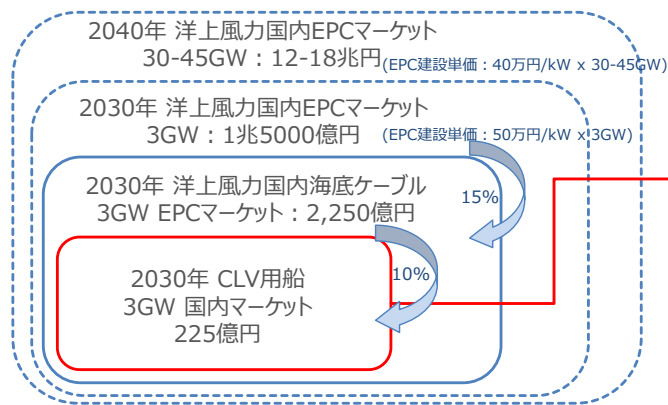 2040年 洋上風力国内EPCマーケット
30-45GW：12-18兆円(EPC建設単価：40万円/kW x 30-45GW)
2030年 洋上風力国内EPCマーケット
3GW：1兆5000億円 (EPC建設単価：50万円/kW x 3GW)
2030年 洋上風力国内海底ケーブル
3GW EPCマーケット：2,250億円
15%
2030年 CLV用船
3GW 国内マーケット
225億円
10%